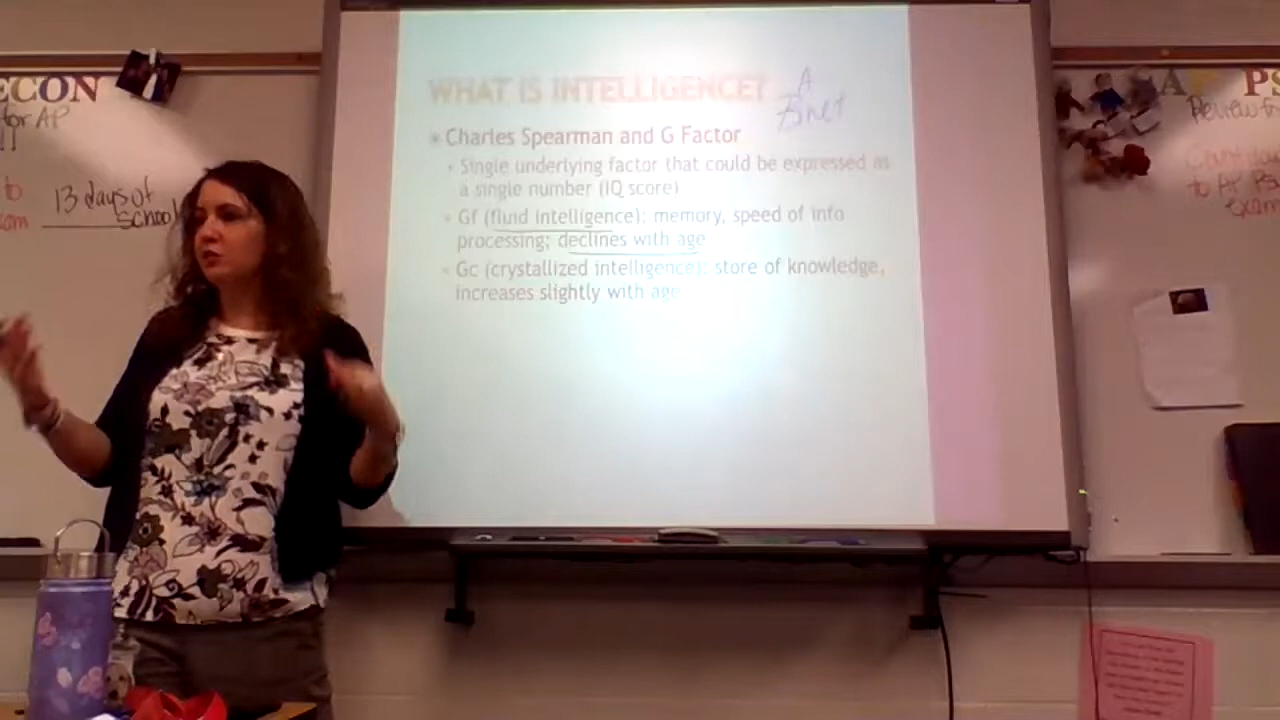 ECON
for AP
!!
to
13 days of
school
WHAT IS INTELLIGENCE?
A
Binet
Charles Spearman and G Factor
Single underlying factor that could be expressed as
a single number (IQ score)
Gf (fluid intelligence): memory, speed of info
processing; declines with age
Gc (crystallized intelligence): store of knowledge,
increases slightly with age
AP PS
Review for
Countdown
to AP Ps
exam